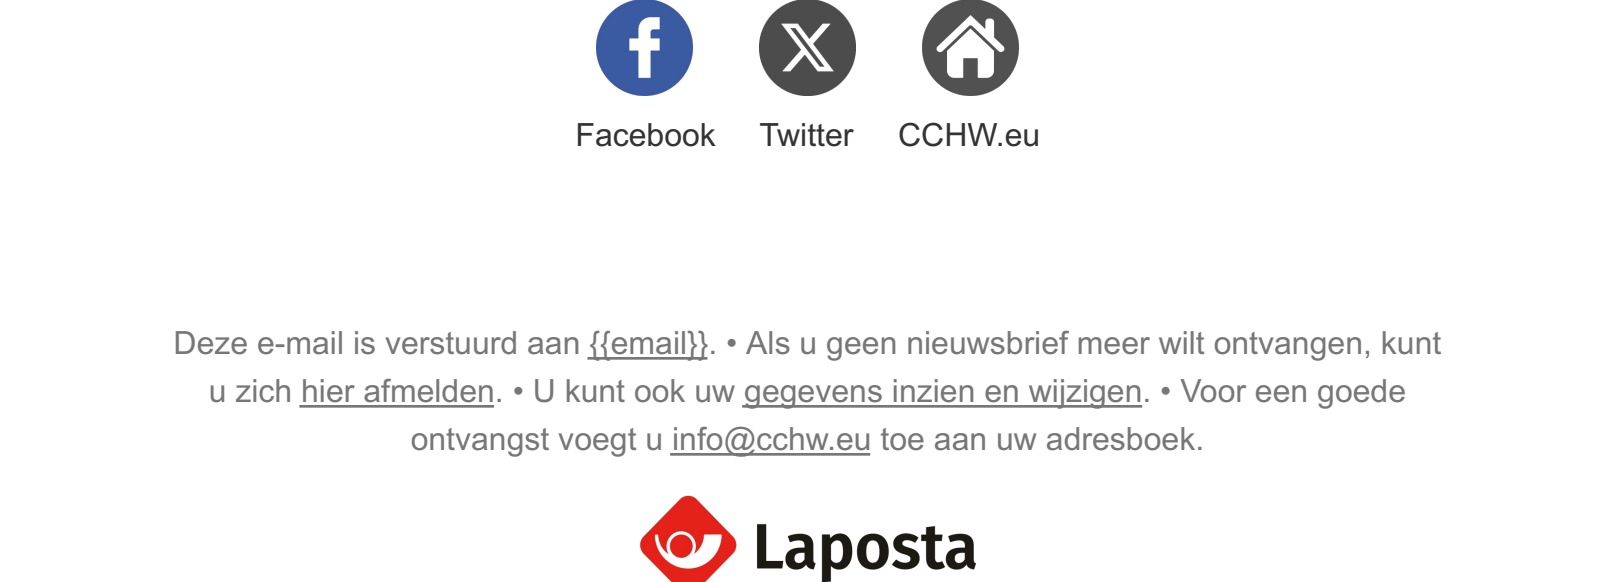 Facebook Twitter CCHW.eu
Deze e-mail is verstuurd aan {{email}}. • Als u geen nieuwsbrief meer wilt ontvangen, kunt
u zich hier afmelden. • U kunt ook uw gegevens inzien en wijzigen. • Voor een goede
ontvangst voegt u info@cchw.eu toe aan uw adresboek.
Laposta